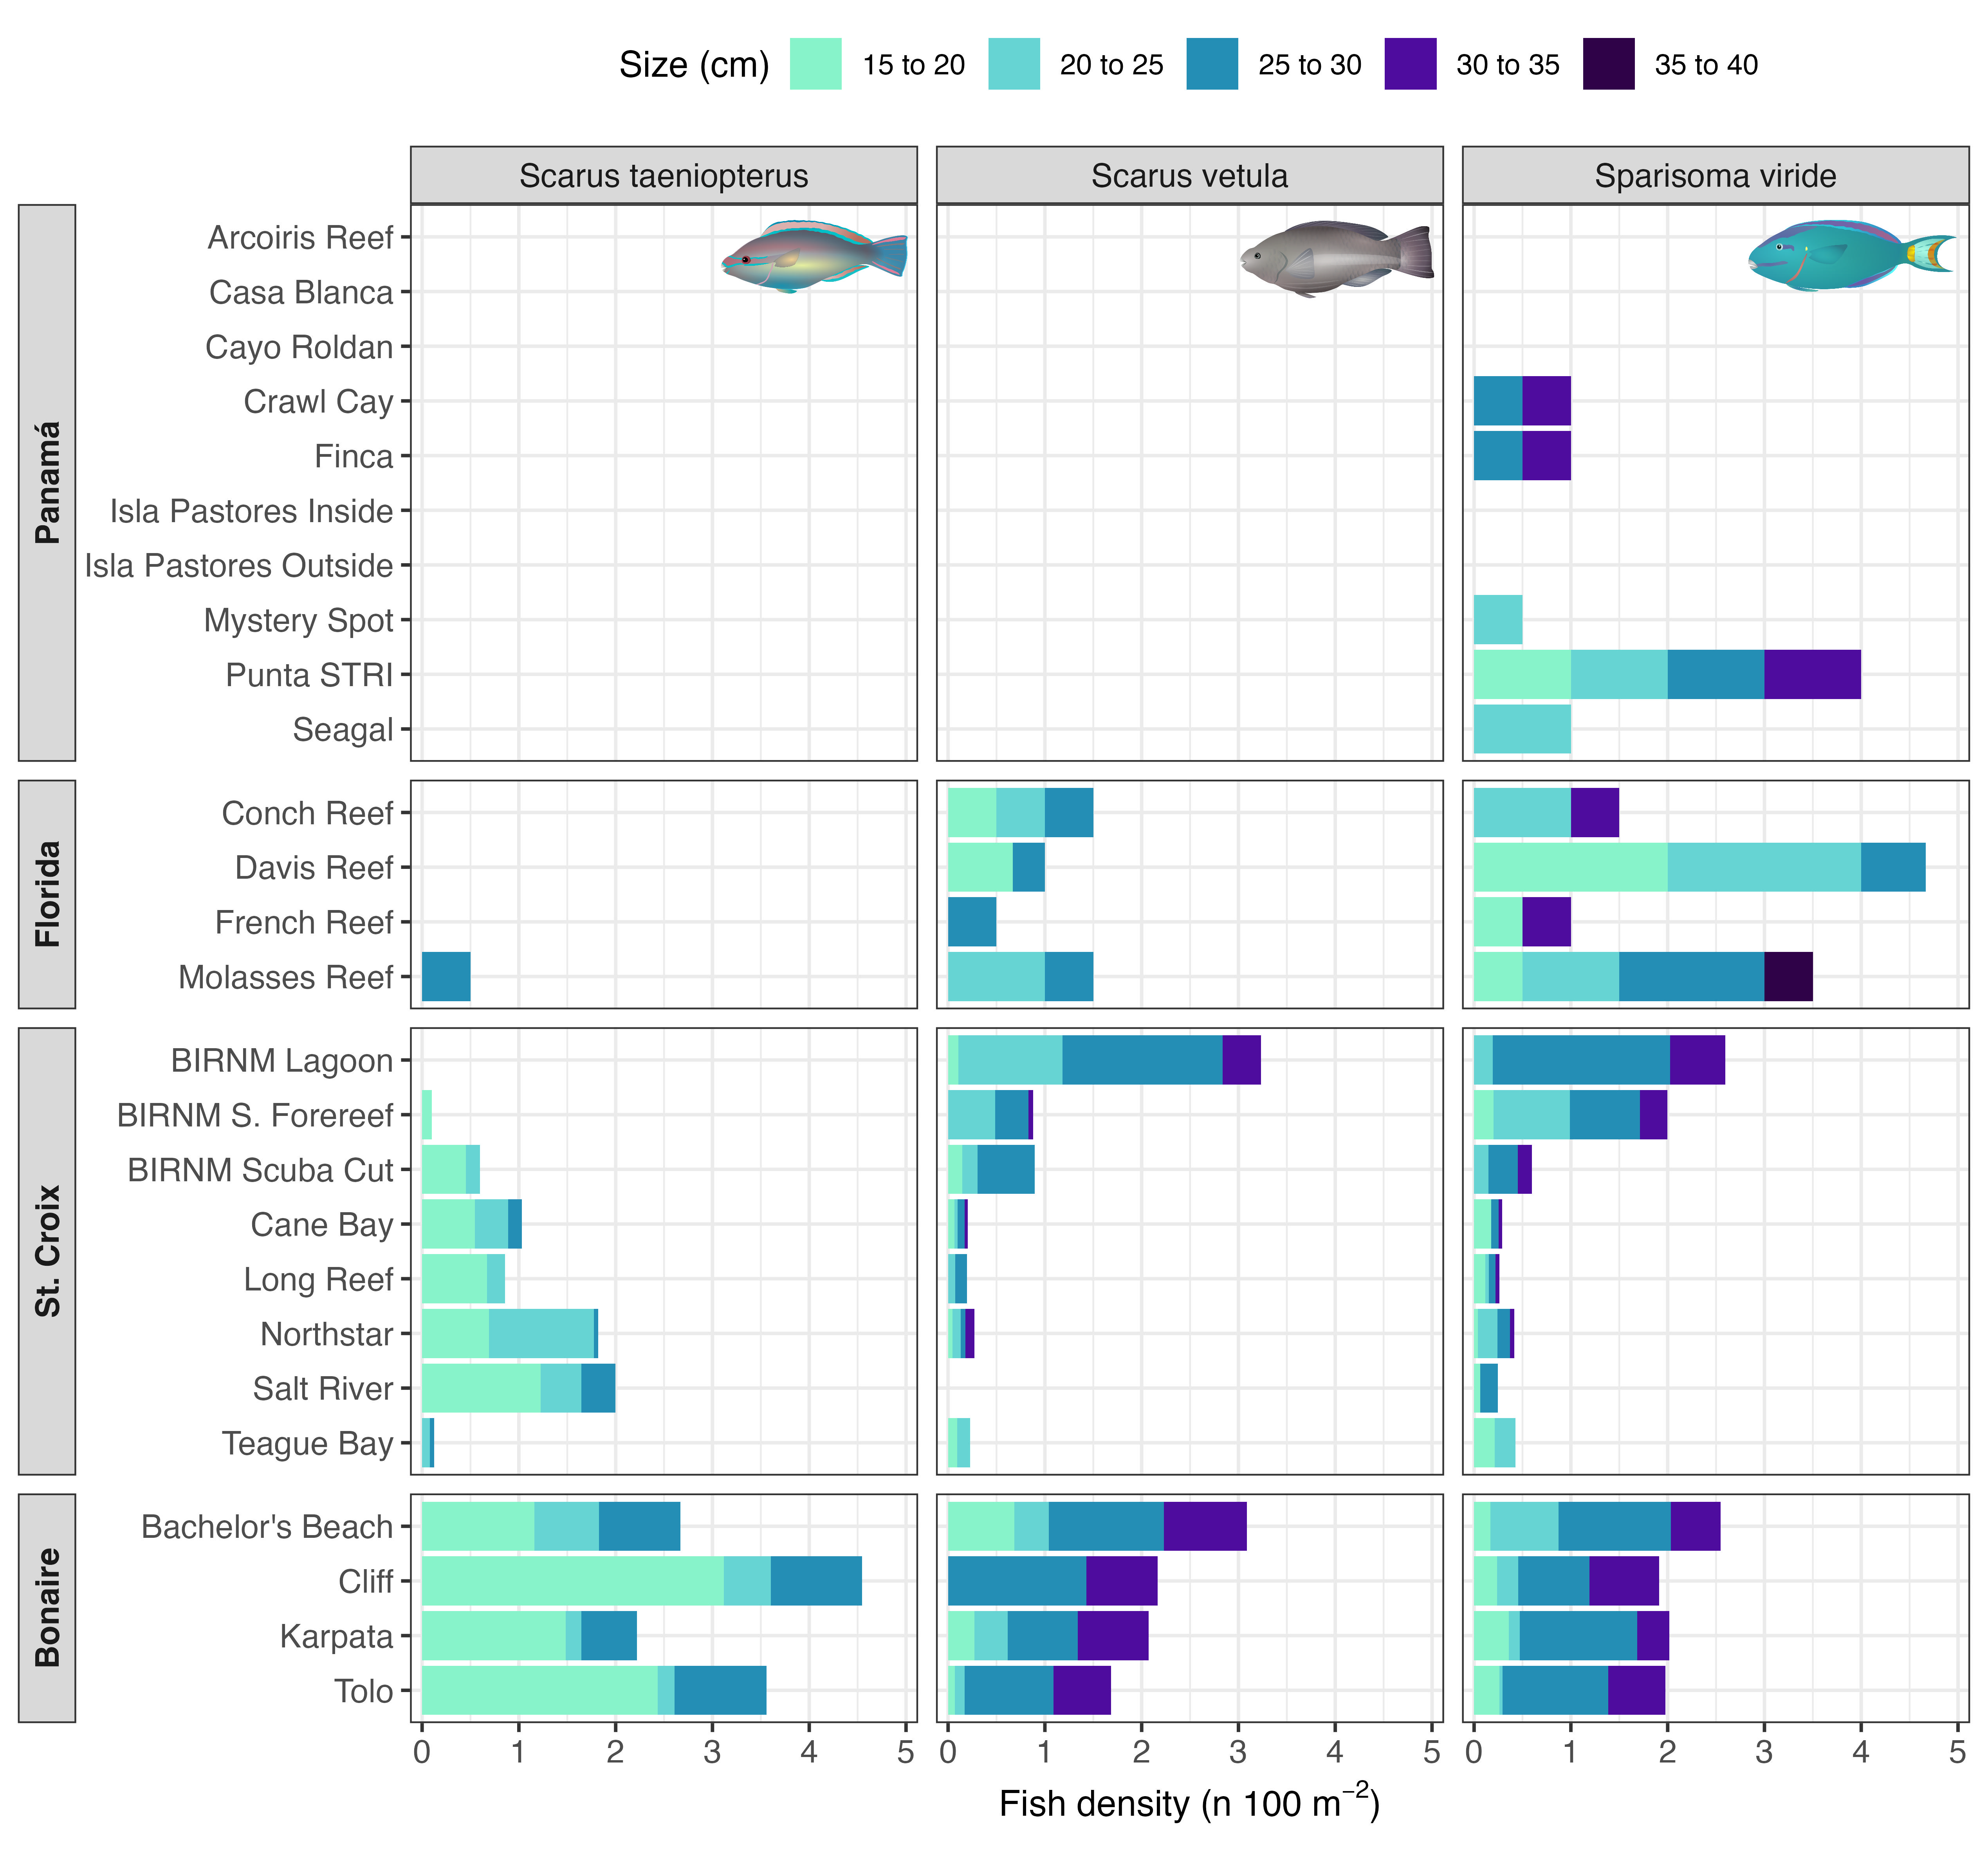 Size (cm) 15 to 20 20 to 25 25 to 30 30 to 35 35 to 40
Scarus taeniopterus Scarus vetula Sparisoma viride
Panamá
Arcoiris Reef
Casa Blanca
Cayo Roldan
Crawl Cay
Finca
Isla Pastores Inside
Isla Pastores Outside
Mystery Spot
Punta STRI
Seagal
Florida
Conch Reef
Davis Reef
French Reef
Molasses Reef
St. Croix
BIRNM Lagoon
BIRNM S. Forereef
BIRNM Scuba Cut
Cane Bay
Long Reef
Northstar
Salt River
Teague Bay
Bonaire
Bachelor's Beach
Cliff
Karpata
Tolo
0 1 2 3 4 5 0 1 2 3 4 5 0 1 2 3 4 5
Fish density (n 100 m⁻²)